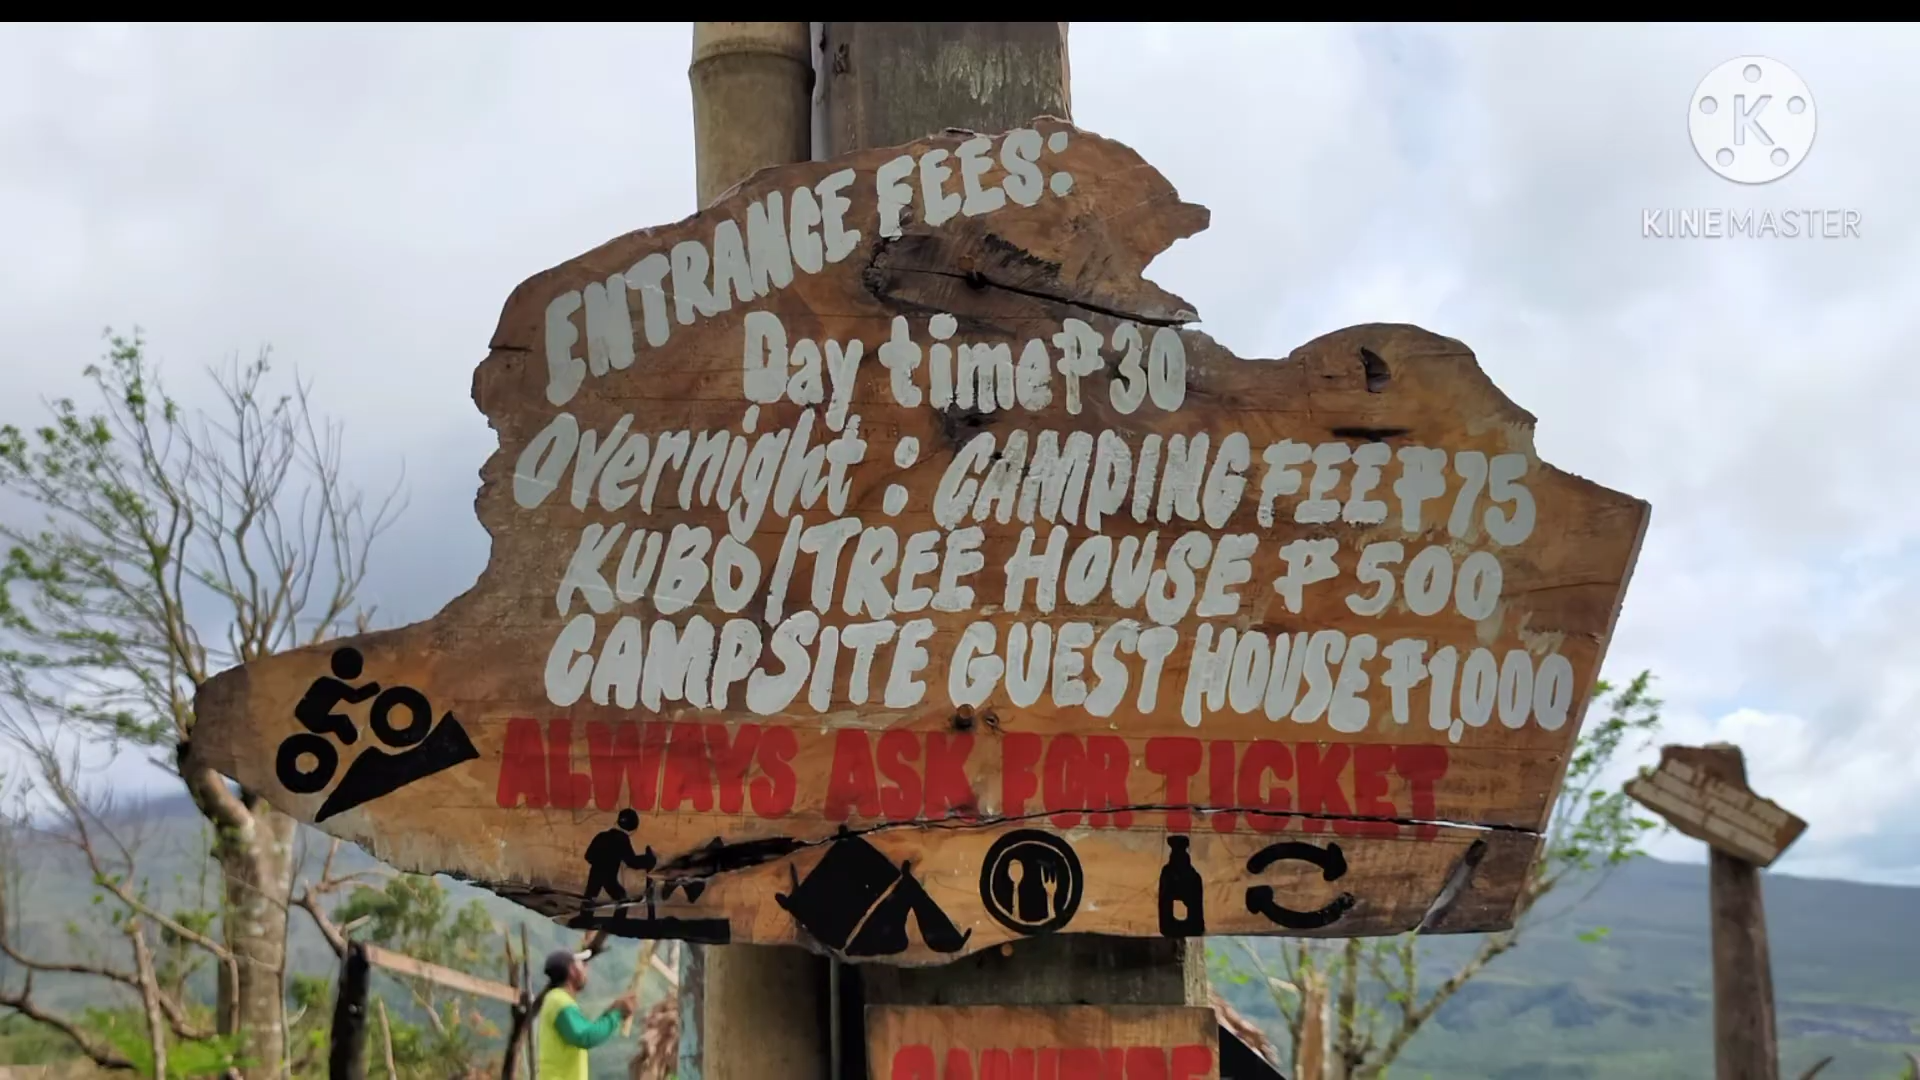 ENTRANCE FEES:
Day time ₱30
Overnight : CAMPING FEE ₱75
KUBO/TREE HOUSE ₱500
CAMPSITE GUEST HOUSE ₱1,000
ALWAYS ASK FOR TICKET
K
KINEMASTER